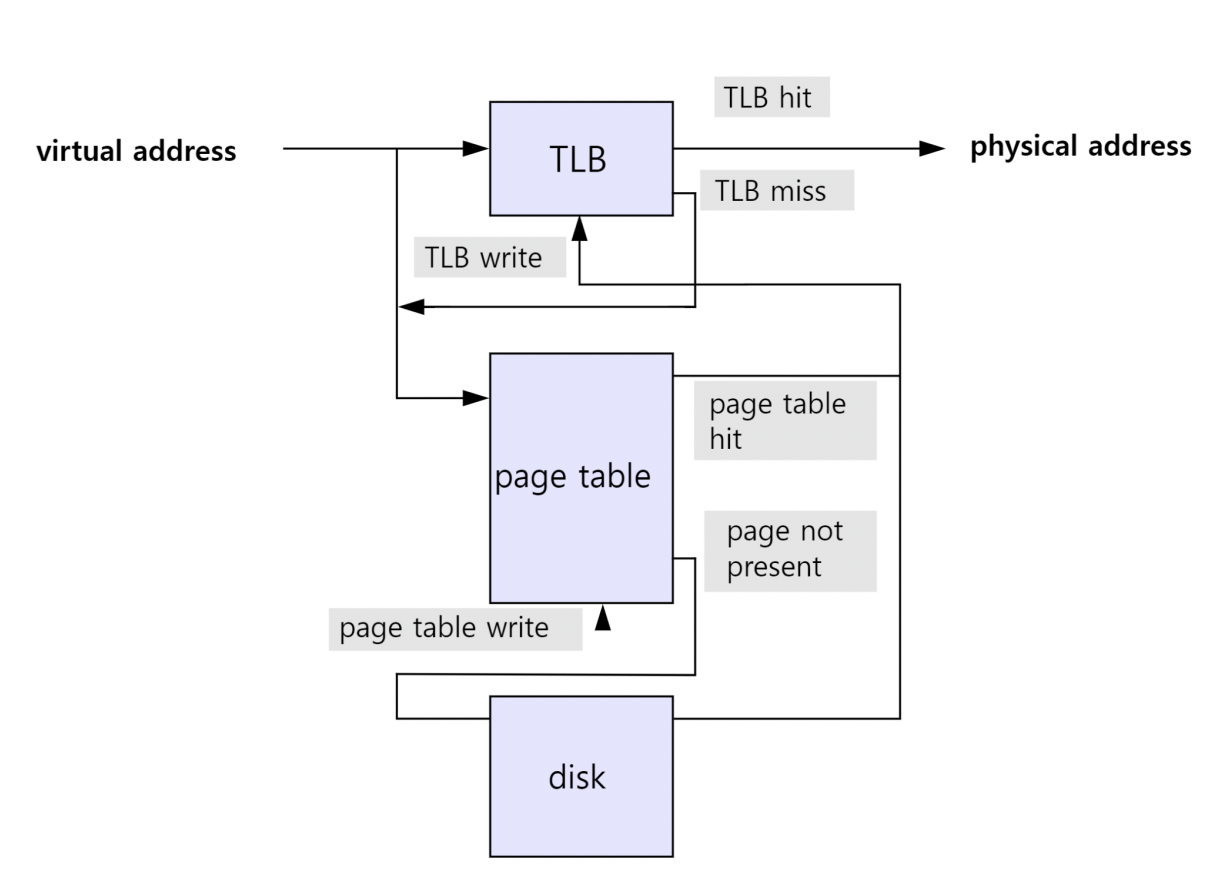 TLB hit
virtual address
TLB
physical address
TLB miss
TLB write
page table
hit
page table
page not
present
page table write
disk